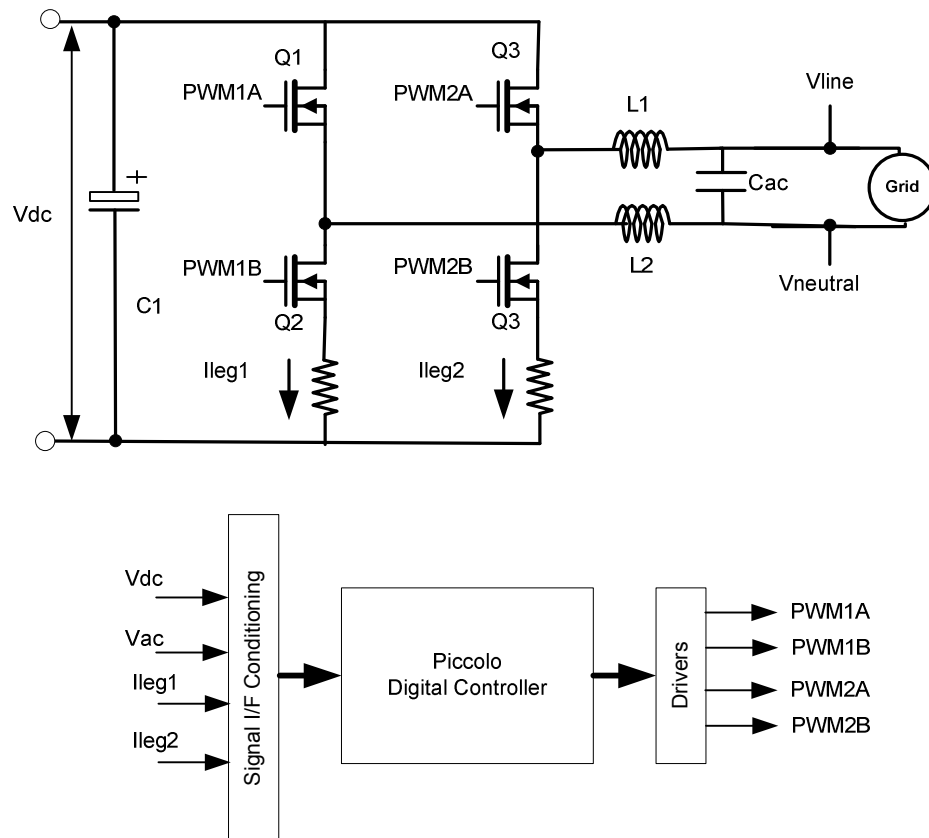 Q1
Q3
PWM1A
PWM2A
L1
Vline
+
Vdc
Cac
Grid
PWM1B
PWM2B
L2
Vneutral
C1
Q2
Q3
Ileg1
Ileg2
Vdc
Vac
Ileg1
Ileg2
Signal I/F Conditioning
Piccolo
Digital Controller
Drivers
PWM1A
PWM1B
PWM2A
PWM2B